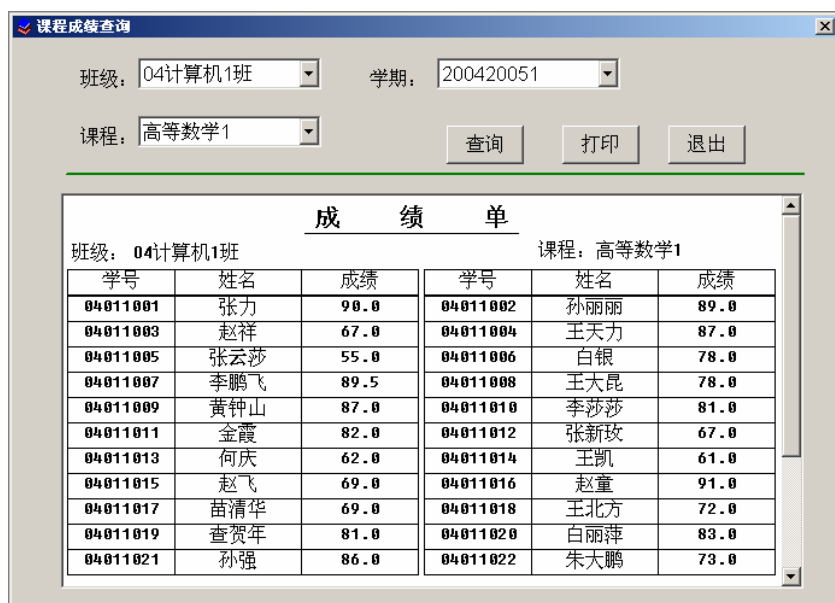 课程成绩查询
班级： 04计算机1班 学期： 200420051
课程： 高等数学1 查询 打印 退出
成 绩 单
班级： 04计算机1班 课程：高等数学1
学号 姓名 成绩 学号 姓名 成绩
04011001 张力 90.0 04011002 孙丽丽 89.0
04011003 赵祥 67.0 04011004 王天力 87.0
04011005 张云莎 55.0 04011006 白银 78.0
04011007 李鹏飞 89.5 04011008 王大昆 78.0
04011009 黄钟山 87.0 04011010 李莎莎 81.0
04011011 金霞 82.0 04011012 张新玫 67.0
04011013 何庆 62.0 04011014 王凯 61.0
04011015 赵飞 69.0 04011016 赵童 91.0
04011017 苗清华 69.0 04011018 王北方 72.0
04011019 查贺年 81.0 04011020 白丽萍 83.0
04011021 孙强 86.0 04011022 朱大鹏 73.0